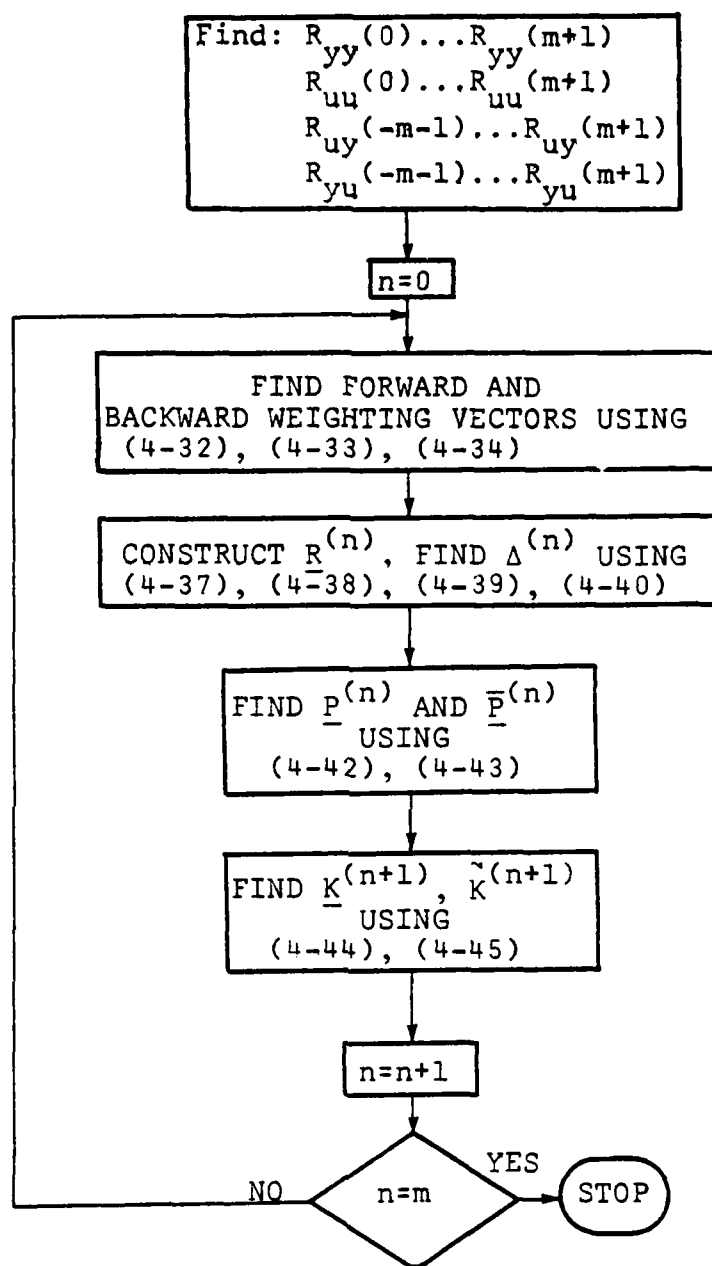 Find: R_yy(0)...R_yy(m+1)
R_uu(0)...R_uu(m+1)
R_uy(-m-1)...R_uy(m+1)
R_yu(-m-1)...R_yu(m+1)
n=0
FIND FORWARD AND
BACKWARD WEIGHTING VECTORS USING
(4-32), (4-33), (4-34)
CONSTRUCT R̲^(n), FIND Δ^(n) USING
(4-37), (4-38), (4-39), (4-40)
FIND P̲^(n) AND P̲̅^(n)
USING
(4-42), (4-43)
FIND K̲^(n+1), K̃^(n+1)
USING
(4-44), (4-45)
n=n+1
YES
NO n=m STOP